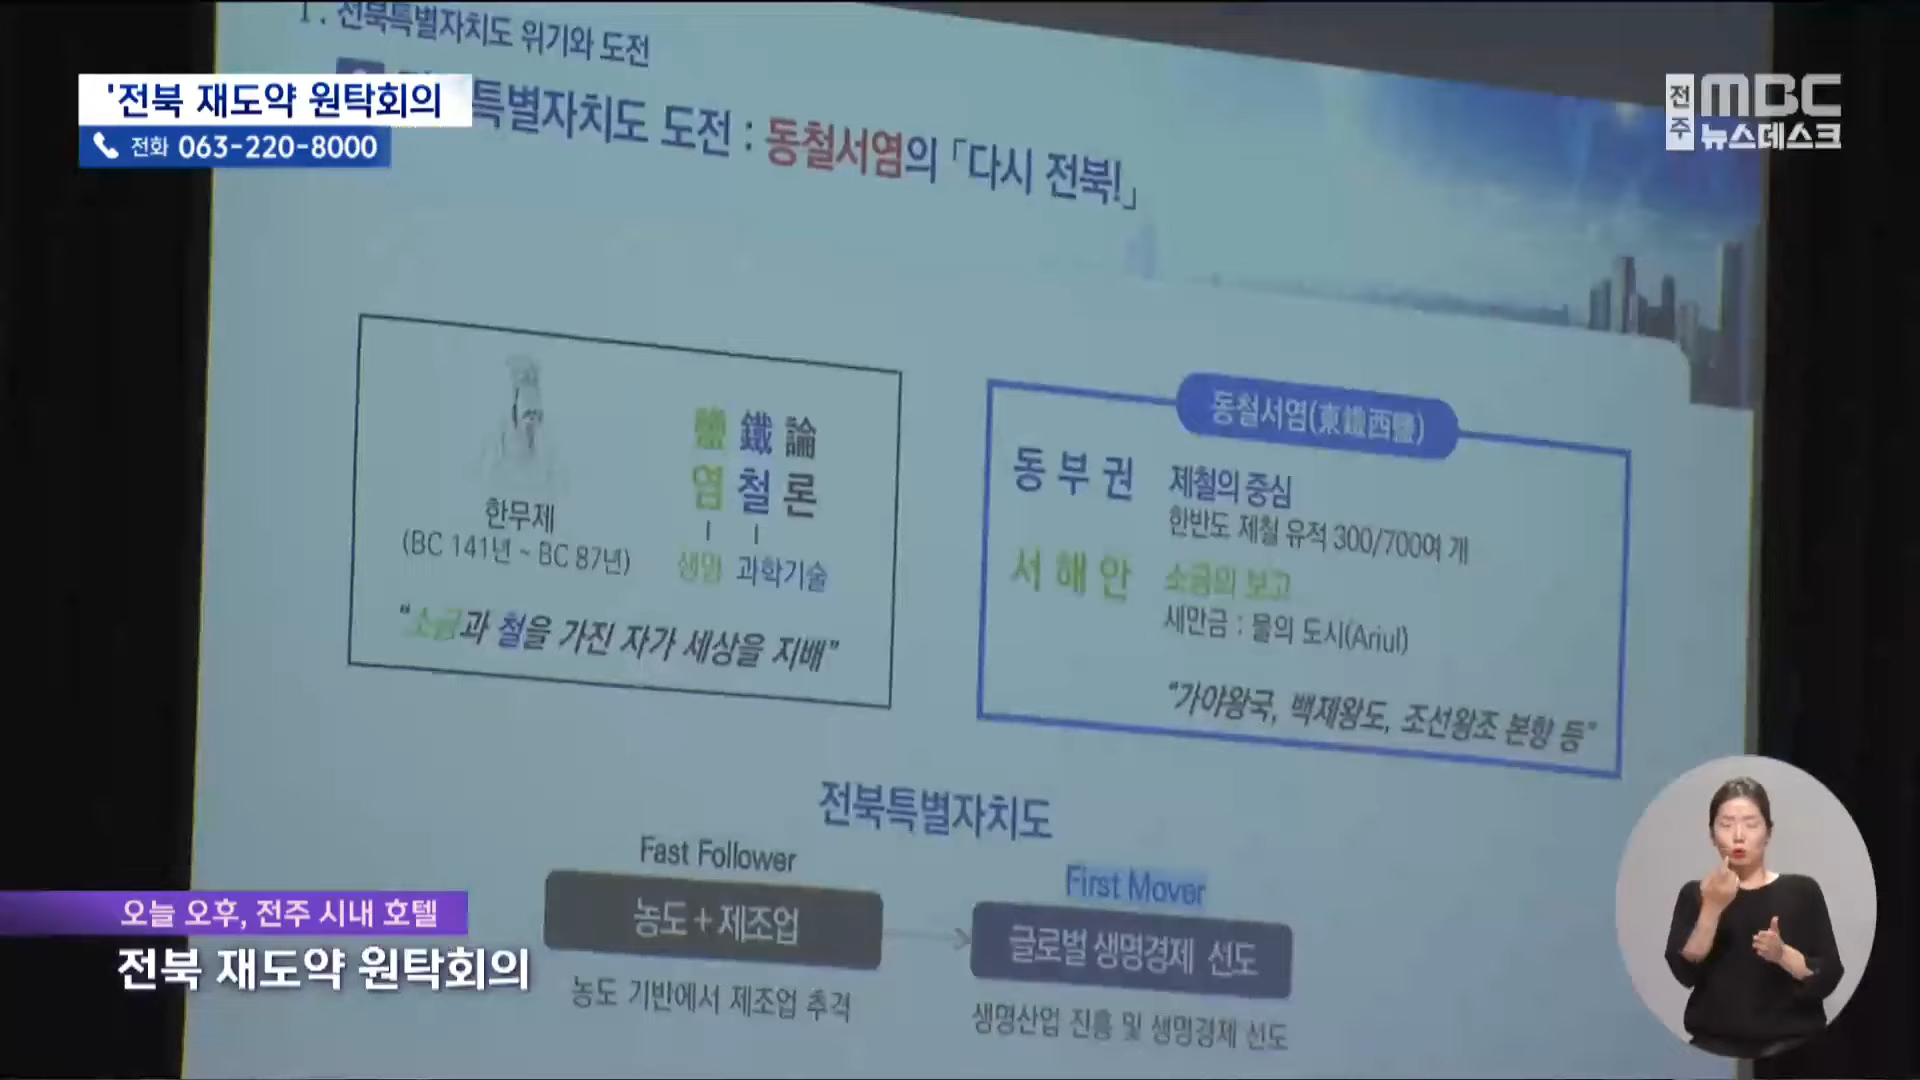 1. 전북특별자치도 위기와 도전
'전북 재도약 원탁회의
전화 063-220-8000
특별자치도 도전 : 동철서염의 「다시 전북!」
전주 MBC
뉴스데스크
鹽鐵論
염철론
생명 과학기술
한무제
(BC 141년 ~ BC 87년)
"소금과 철을 가진 자가 세상을 지배"
동철서염(東鐵西鹽)
동부권 제철의 중심
한반도 제철 유적 300/700여 개
서해안 소금의 보고
새만금 : 물의 도시(Ariul)
"가야왕국, 백제왕도, 조선왕조 본향 등"
전북특별자치도
Fast Follower
농도 + 제조업
농도 기반에서 제조업 추격
First Mover
글로벌 생명경제 선도
생명산업 진흥 및 생명경제 선도
오늘 오후, 전주 시내 호텔
전북 재도약 원탁회의